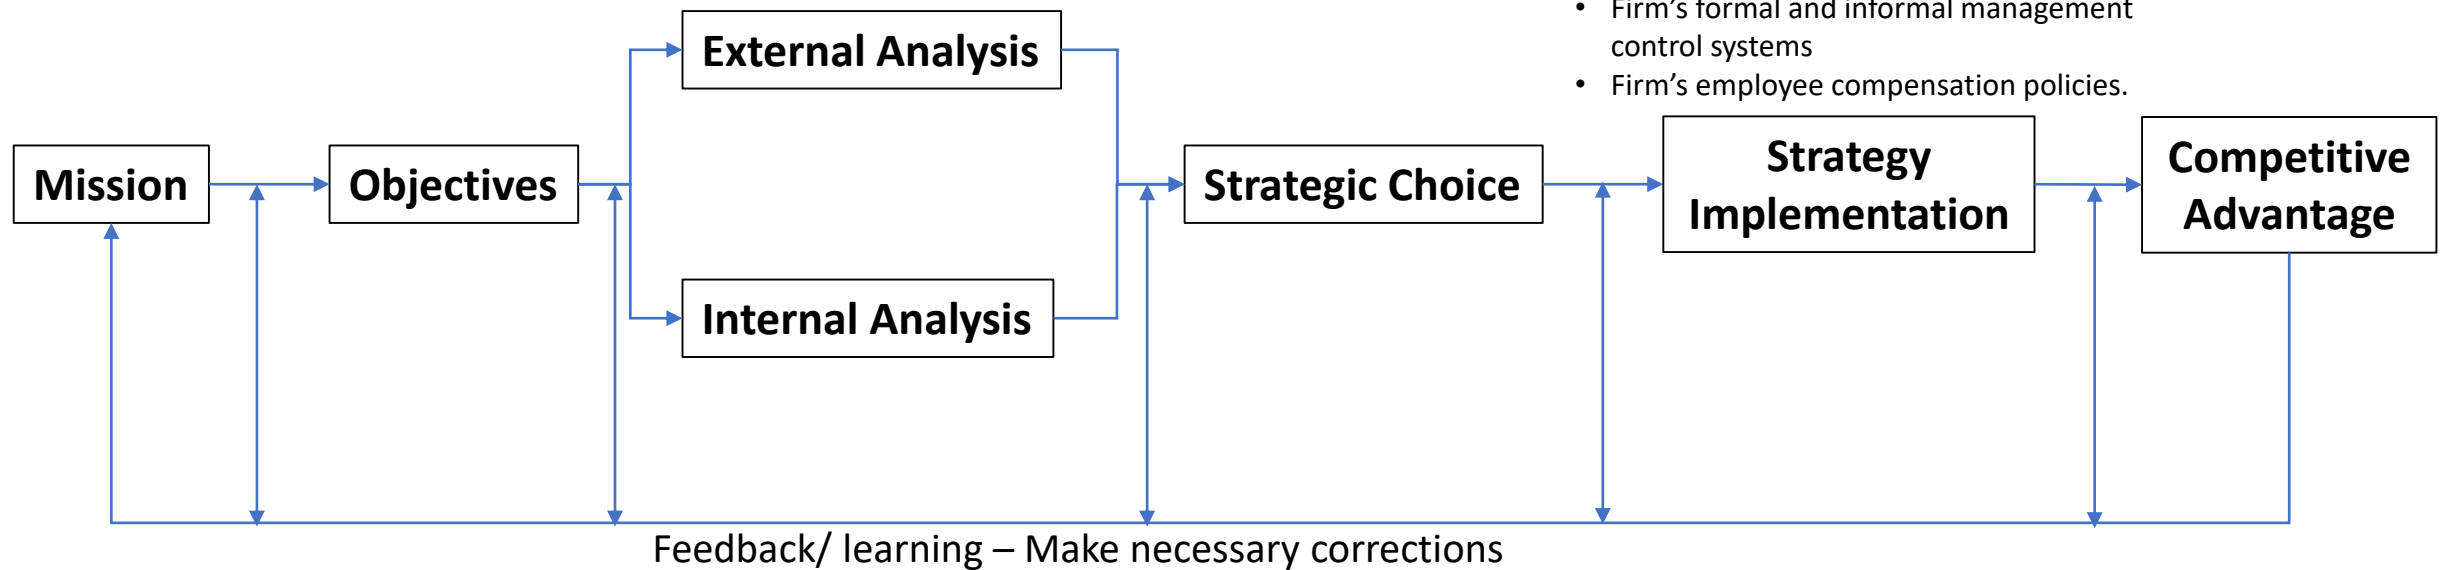 • Firm’s formal and informal management
control systems
• Firm’s employee compensation policies.
External Analysis
Mission
Objectives
Internal Analysis
Strategic Choice
Strategy
Implementation
Competitive
Advantage
Feedback/ learning – Make necessary corrections